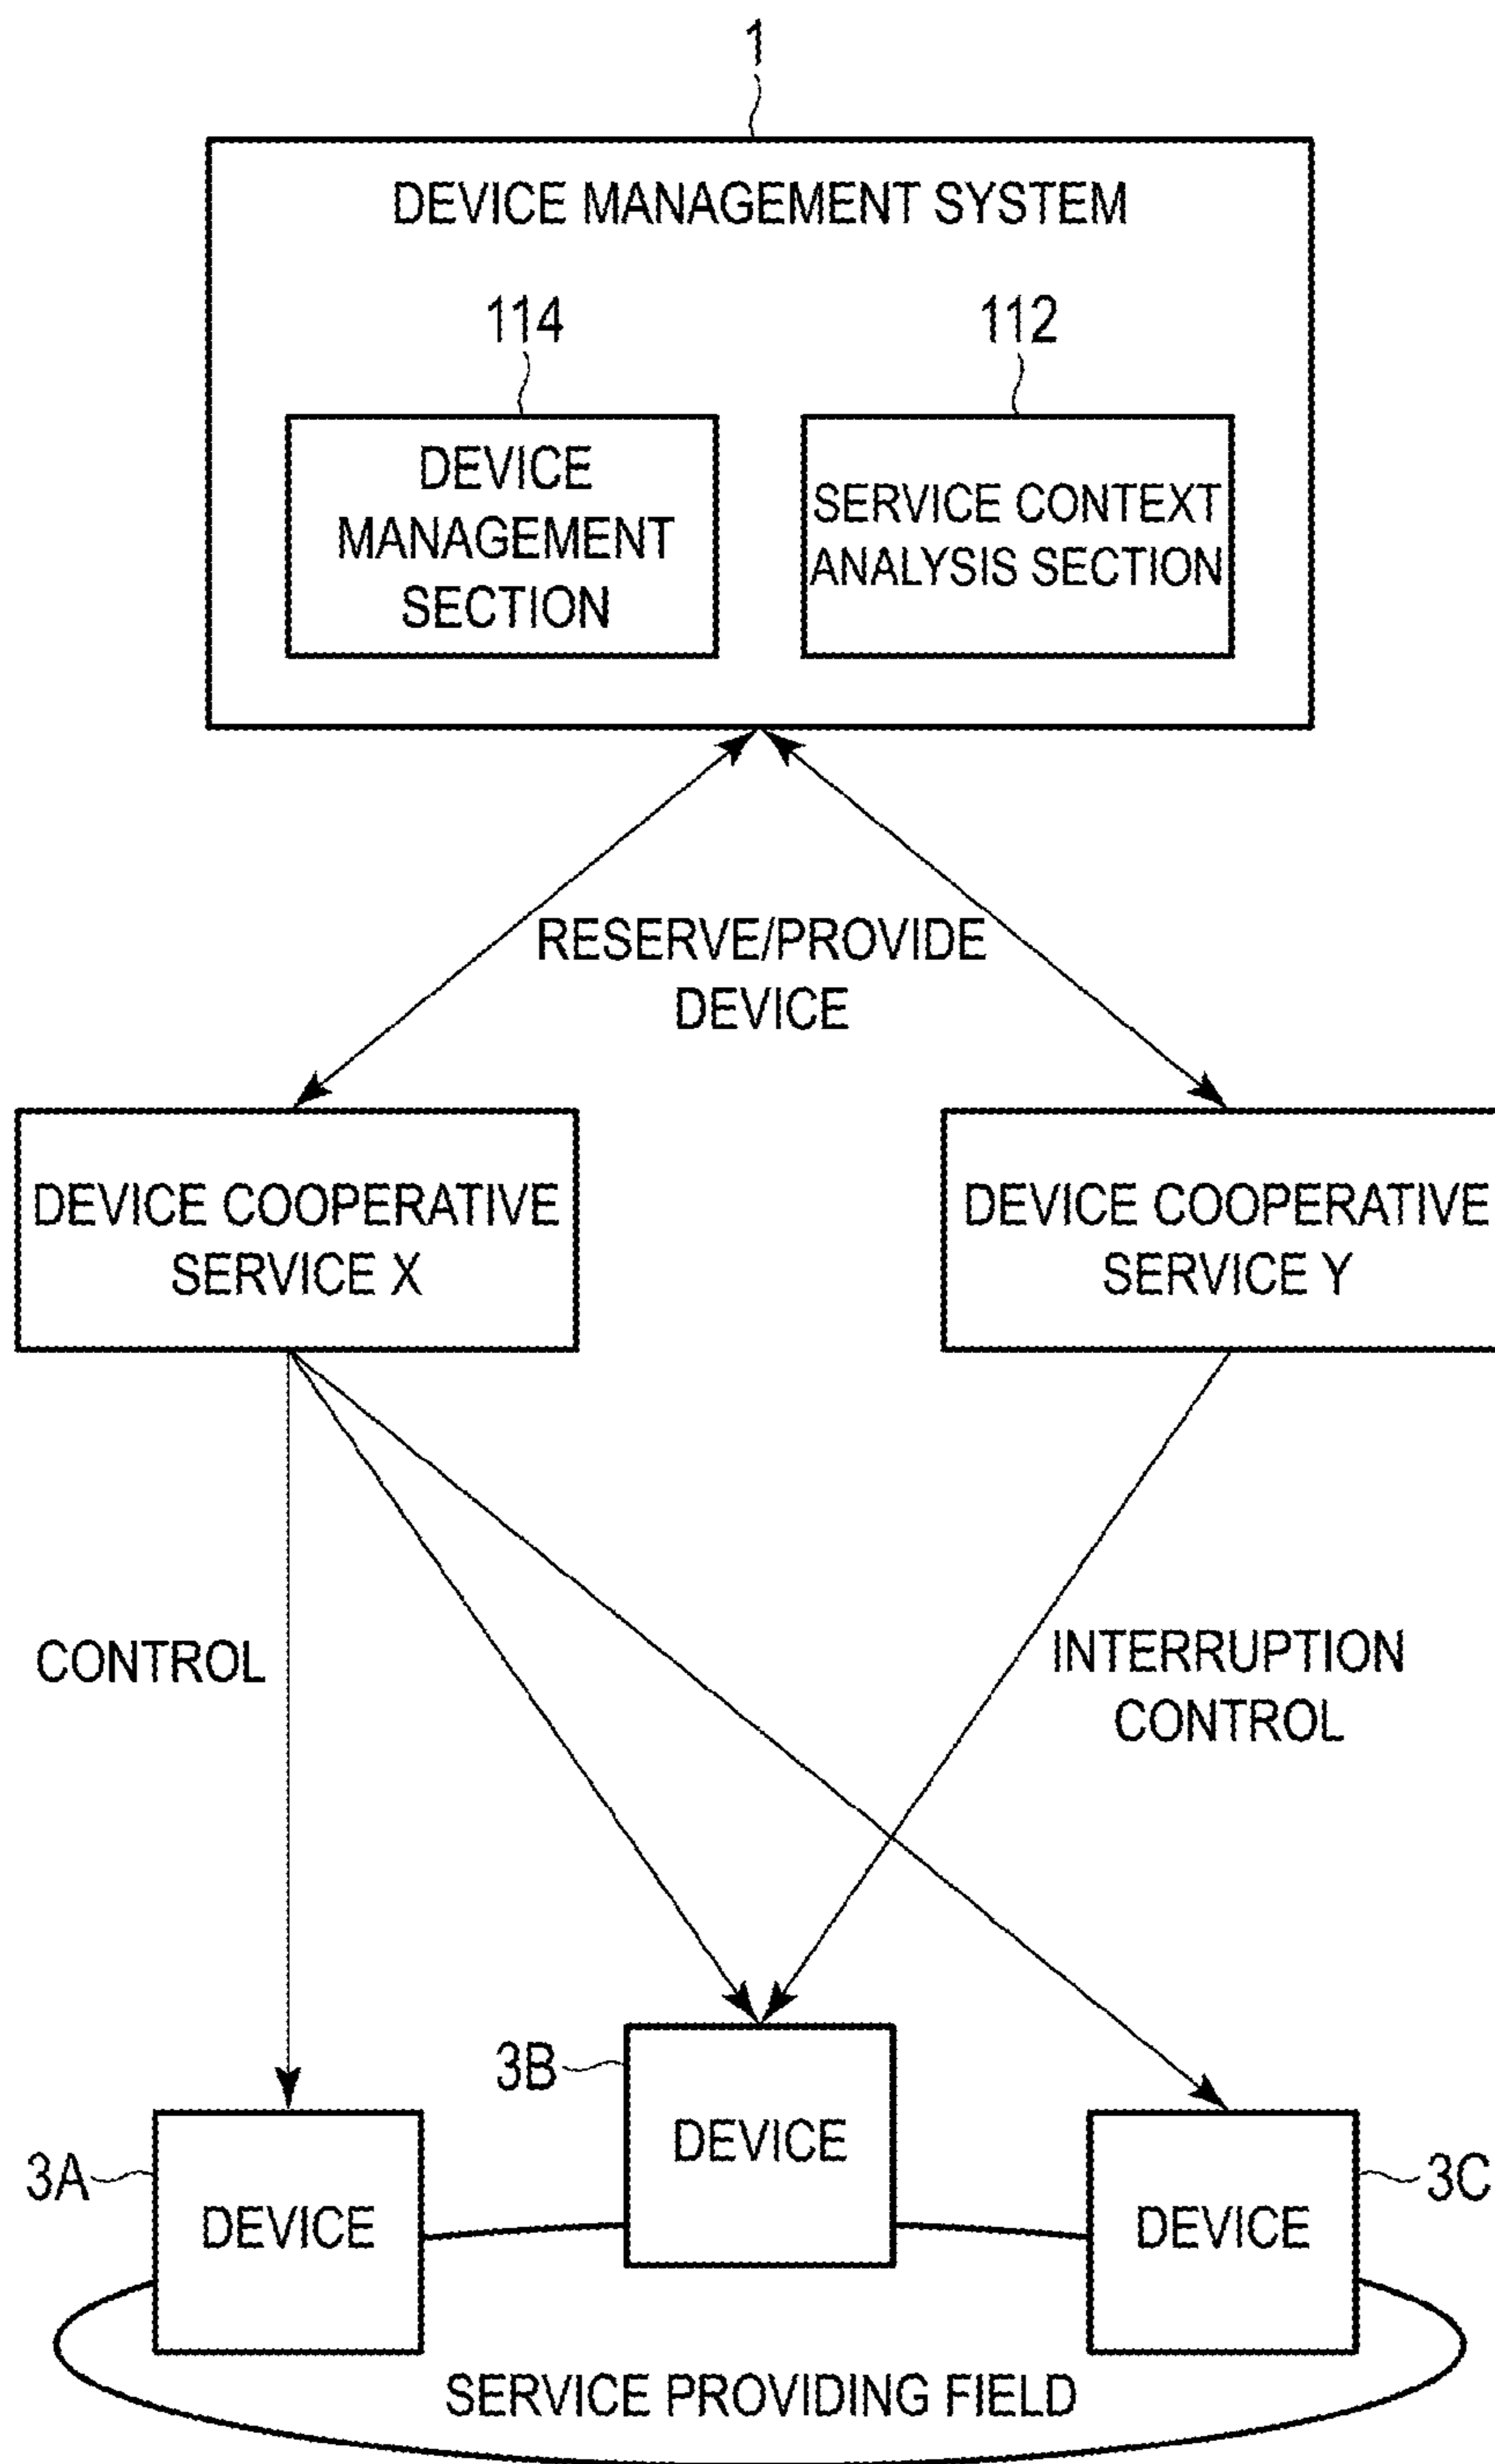 1
DEVICE MANAGEMENT SYSTEM
114
112
DEVICE
MANAGEMENT
SECTION
SERVICE CONTEXT
ANALYSIS SECTION
RESERVE/PROVIDE
DEVICE
DEVICE COOPERATIVE
SERVICE X
DEVICE COOPERATIVE
SERVICE Y
CONTROL
INTERRUPTION
CONTROL
3B
DEVICE
3A
DEVICE
3C
DEVICE
SERVICE PROVIDING FIELD